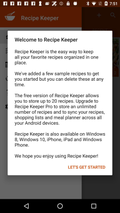 7:51
Recipe Keeper
Welcome to Recipe Keeper
Recipe Keeper is the easy way to keep
all your favorite recipes organized in one
place.
We've added a few sample recipes to get
you started but you can delete these at any
time.
The free version of Recipe Keeper allows
you to store up to 20 recipes. Upgrade to
Recipe Keeper Pro to store an unlimited
number of recipes and to sync your recipes,
shopping lists and meal planner across all
your Android devices.
Recipe Keeper is also available on Windows
8, Windows 10, iPhone, iPad and Windows
Phone.
We hope you enjoy using Recipe Keeper!
LET'S GET STARTED